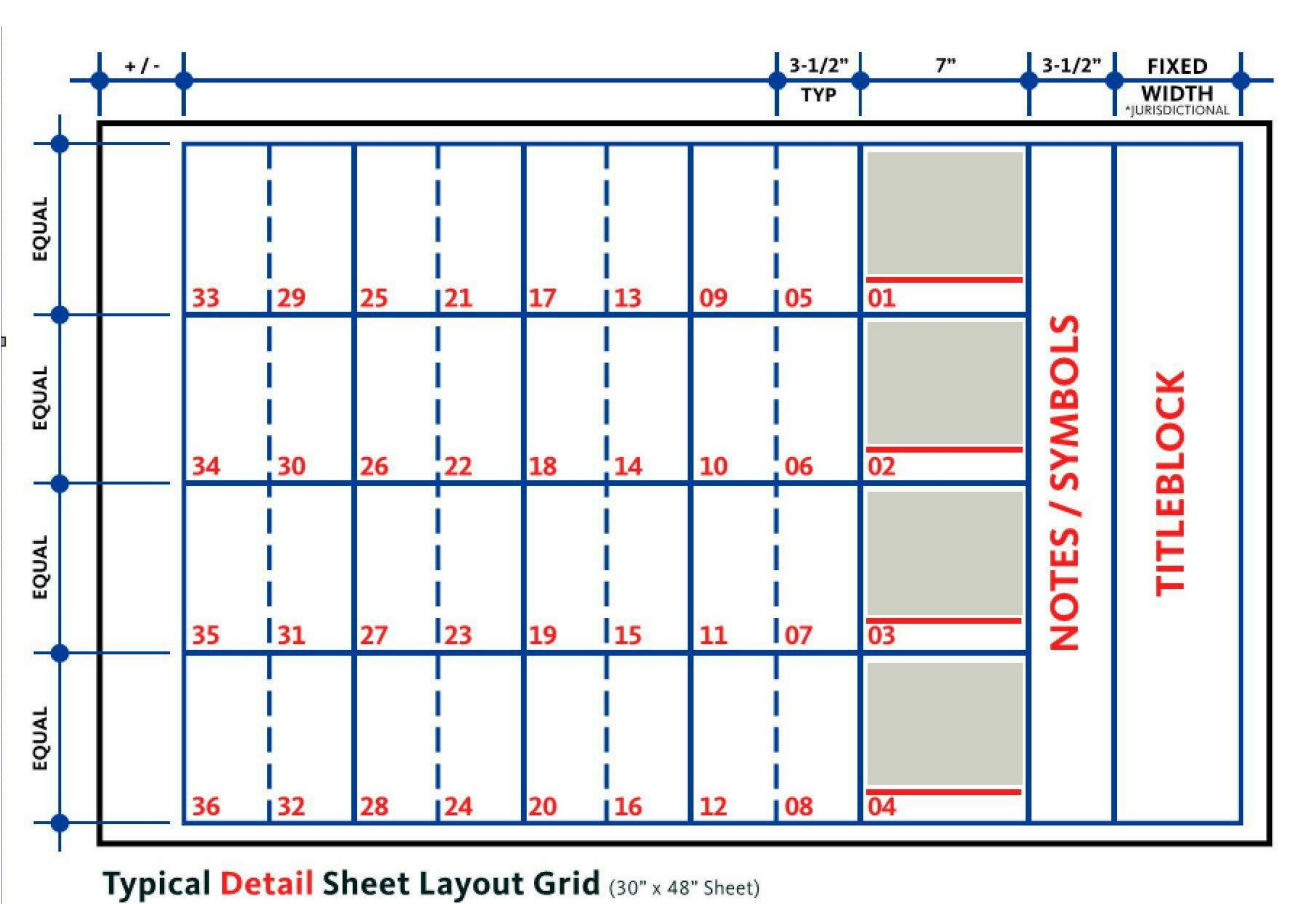 + / -
3-1/2”
7”
3-1/2”
FIXED
TYP
WIDTH
*JURISDICTIONAL
EQUAL
33 29 25 21 17 13 09 05 01
EQUAL
34 30 26 22 18 14 10 06 02
EQUAL
35 31 27 23 19 15 11 07 03
EQUAL
36 32 28 24 20 16 12 08 04
NOTES / SYMBOLS
TITLEBLOCK
Typical Detail Sheet Layout Grid (30" x 48" Sheet)